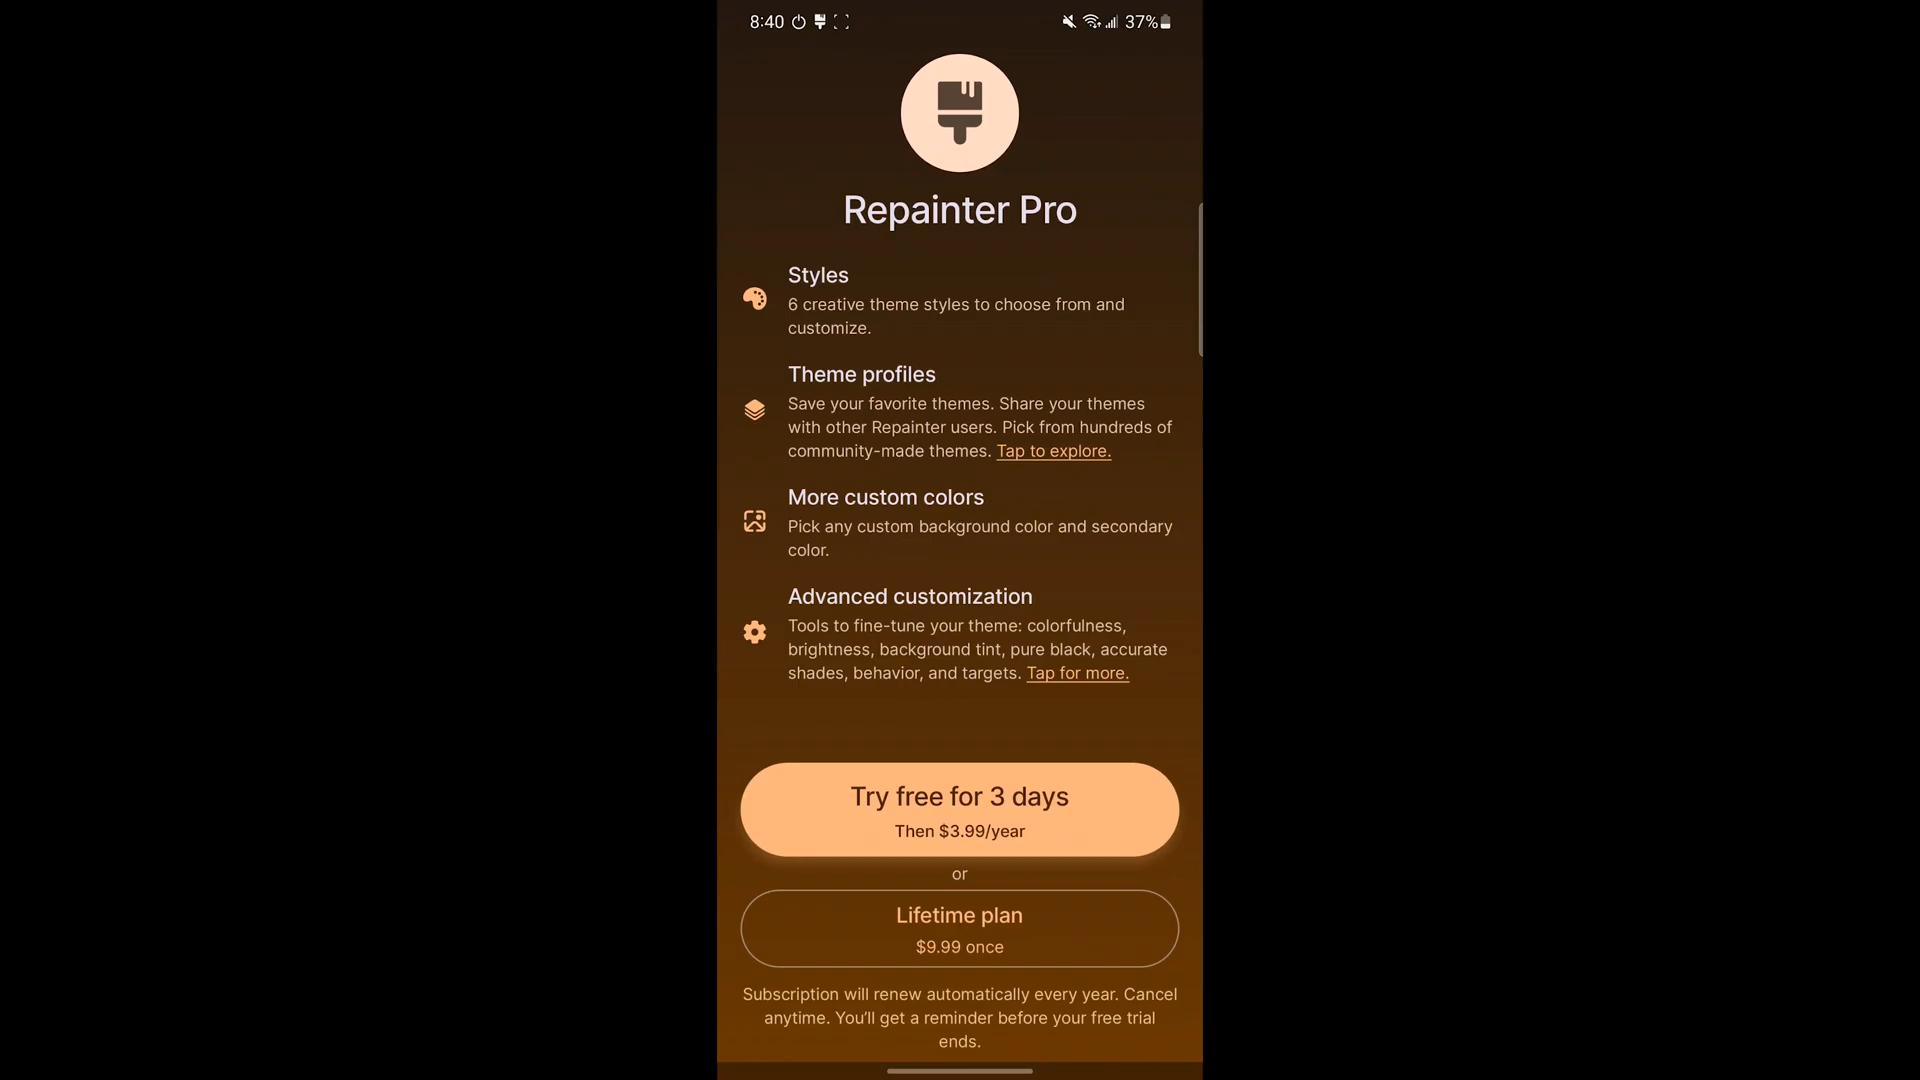 8:40 37%
Repainter Pro
Styles
6 creative theme styles to choose from and
customize.
Theme profiles
Save your favorite themes. Share your themes
with other Repainter users. Pick from hundreds of
community-made themes. Tap to explore.
More custom colors
Pick any custom background color and secondary
color.
Advanced customization
Tools to fine-tune your theme: colorfulness,
brightness, background tint, pure black, accurate
shades, behavior, and targets. Tap for more.
Try free for 3 days
Then $3.99/year
or
Lifetime plan
$9.99 once
Subscription will renew automatically every year. Cancel
anytime. You’ll get a reminder before your free trial
ends.